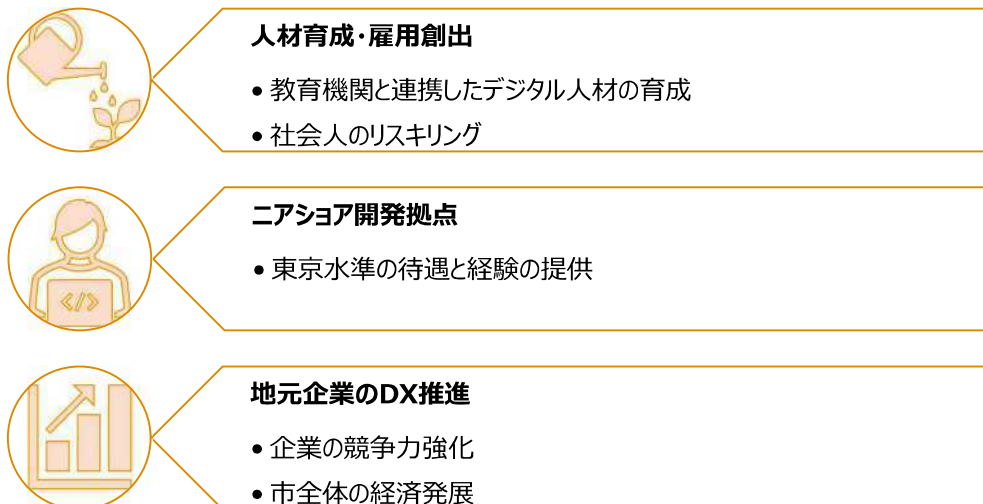 人材育成･雇用創出
• 教育機関と連携したデジタル人材の育成
• 社会人のリスキリング
ニアショア開発拠点
• 東京水準の待遇と経験の提供
</>
地元企業のDX推進
• 企業の競争力強化
• 市全体の経済発展